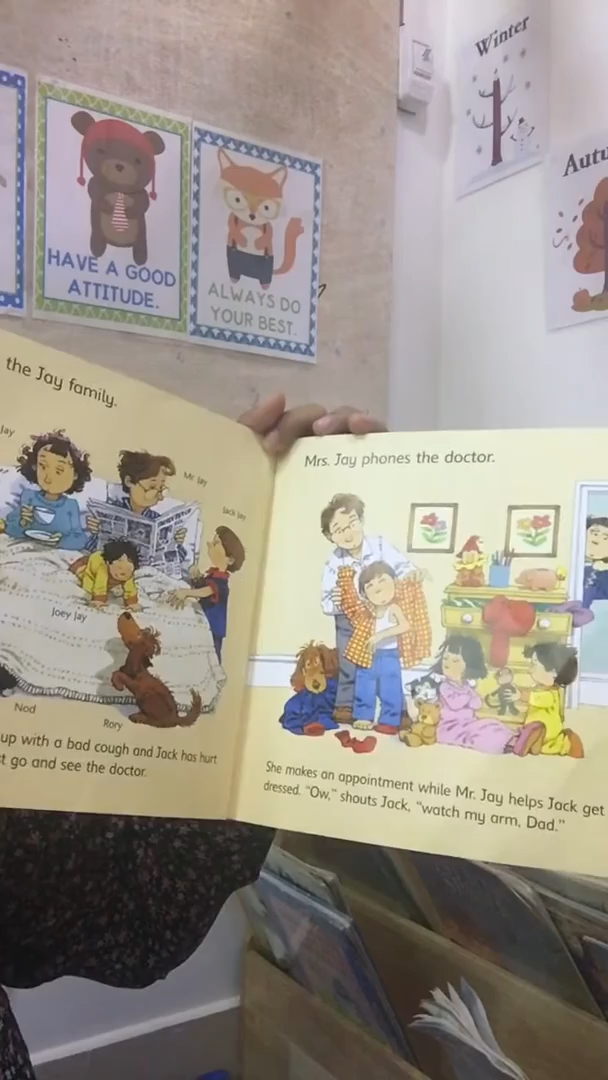 Winter
HAVE A GOOD
ATTITUDE.
ALWAYS DO
YOUR BEST.
the Jay family.
Jay
Mr. Jay
Jack Jay
Joey Jay
Nod
Rory
up with a bad cough and Jack has hurt
go and see the doctor.
Mrs. Jay phones the doctor.
She makes an appointment while Mr. Jay helps Jack get
dressed. "Ow," shouts Jack, "watch my arm, Dad."